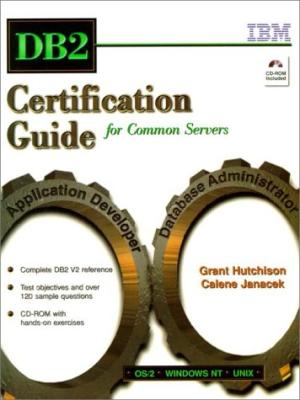 DB2
IBM
CD-ROM
Included
Certification
Guide
for Common Servers
Application Developer
Database Administrator
Grant Hutchison
Calene Janacek
• Complete DB2 V2 reference
• Test objectives and over
120 sample questions
• CD-ROM with
hands-on exercises
• OS/2 • WINDOWS NT • UNIX •